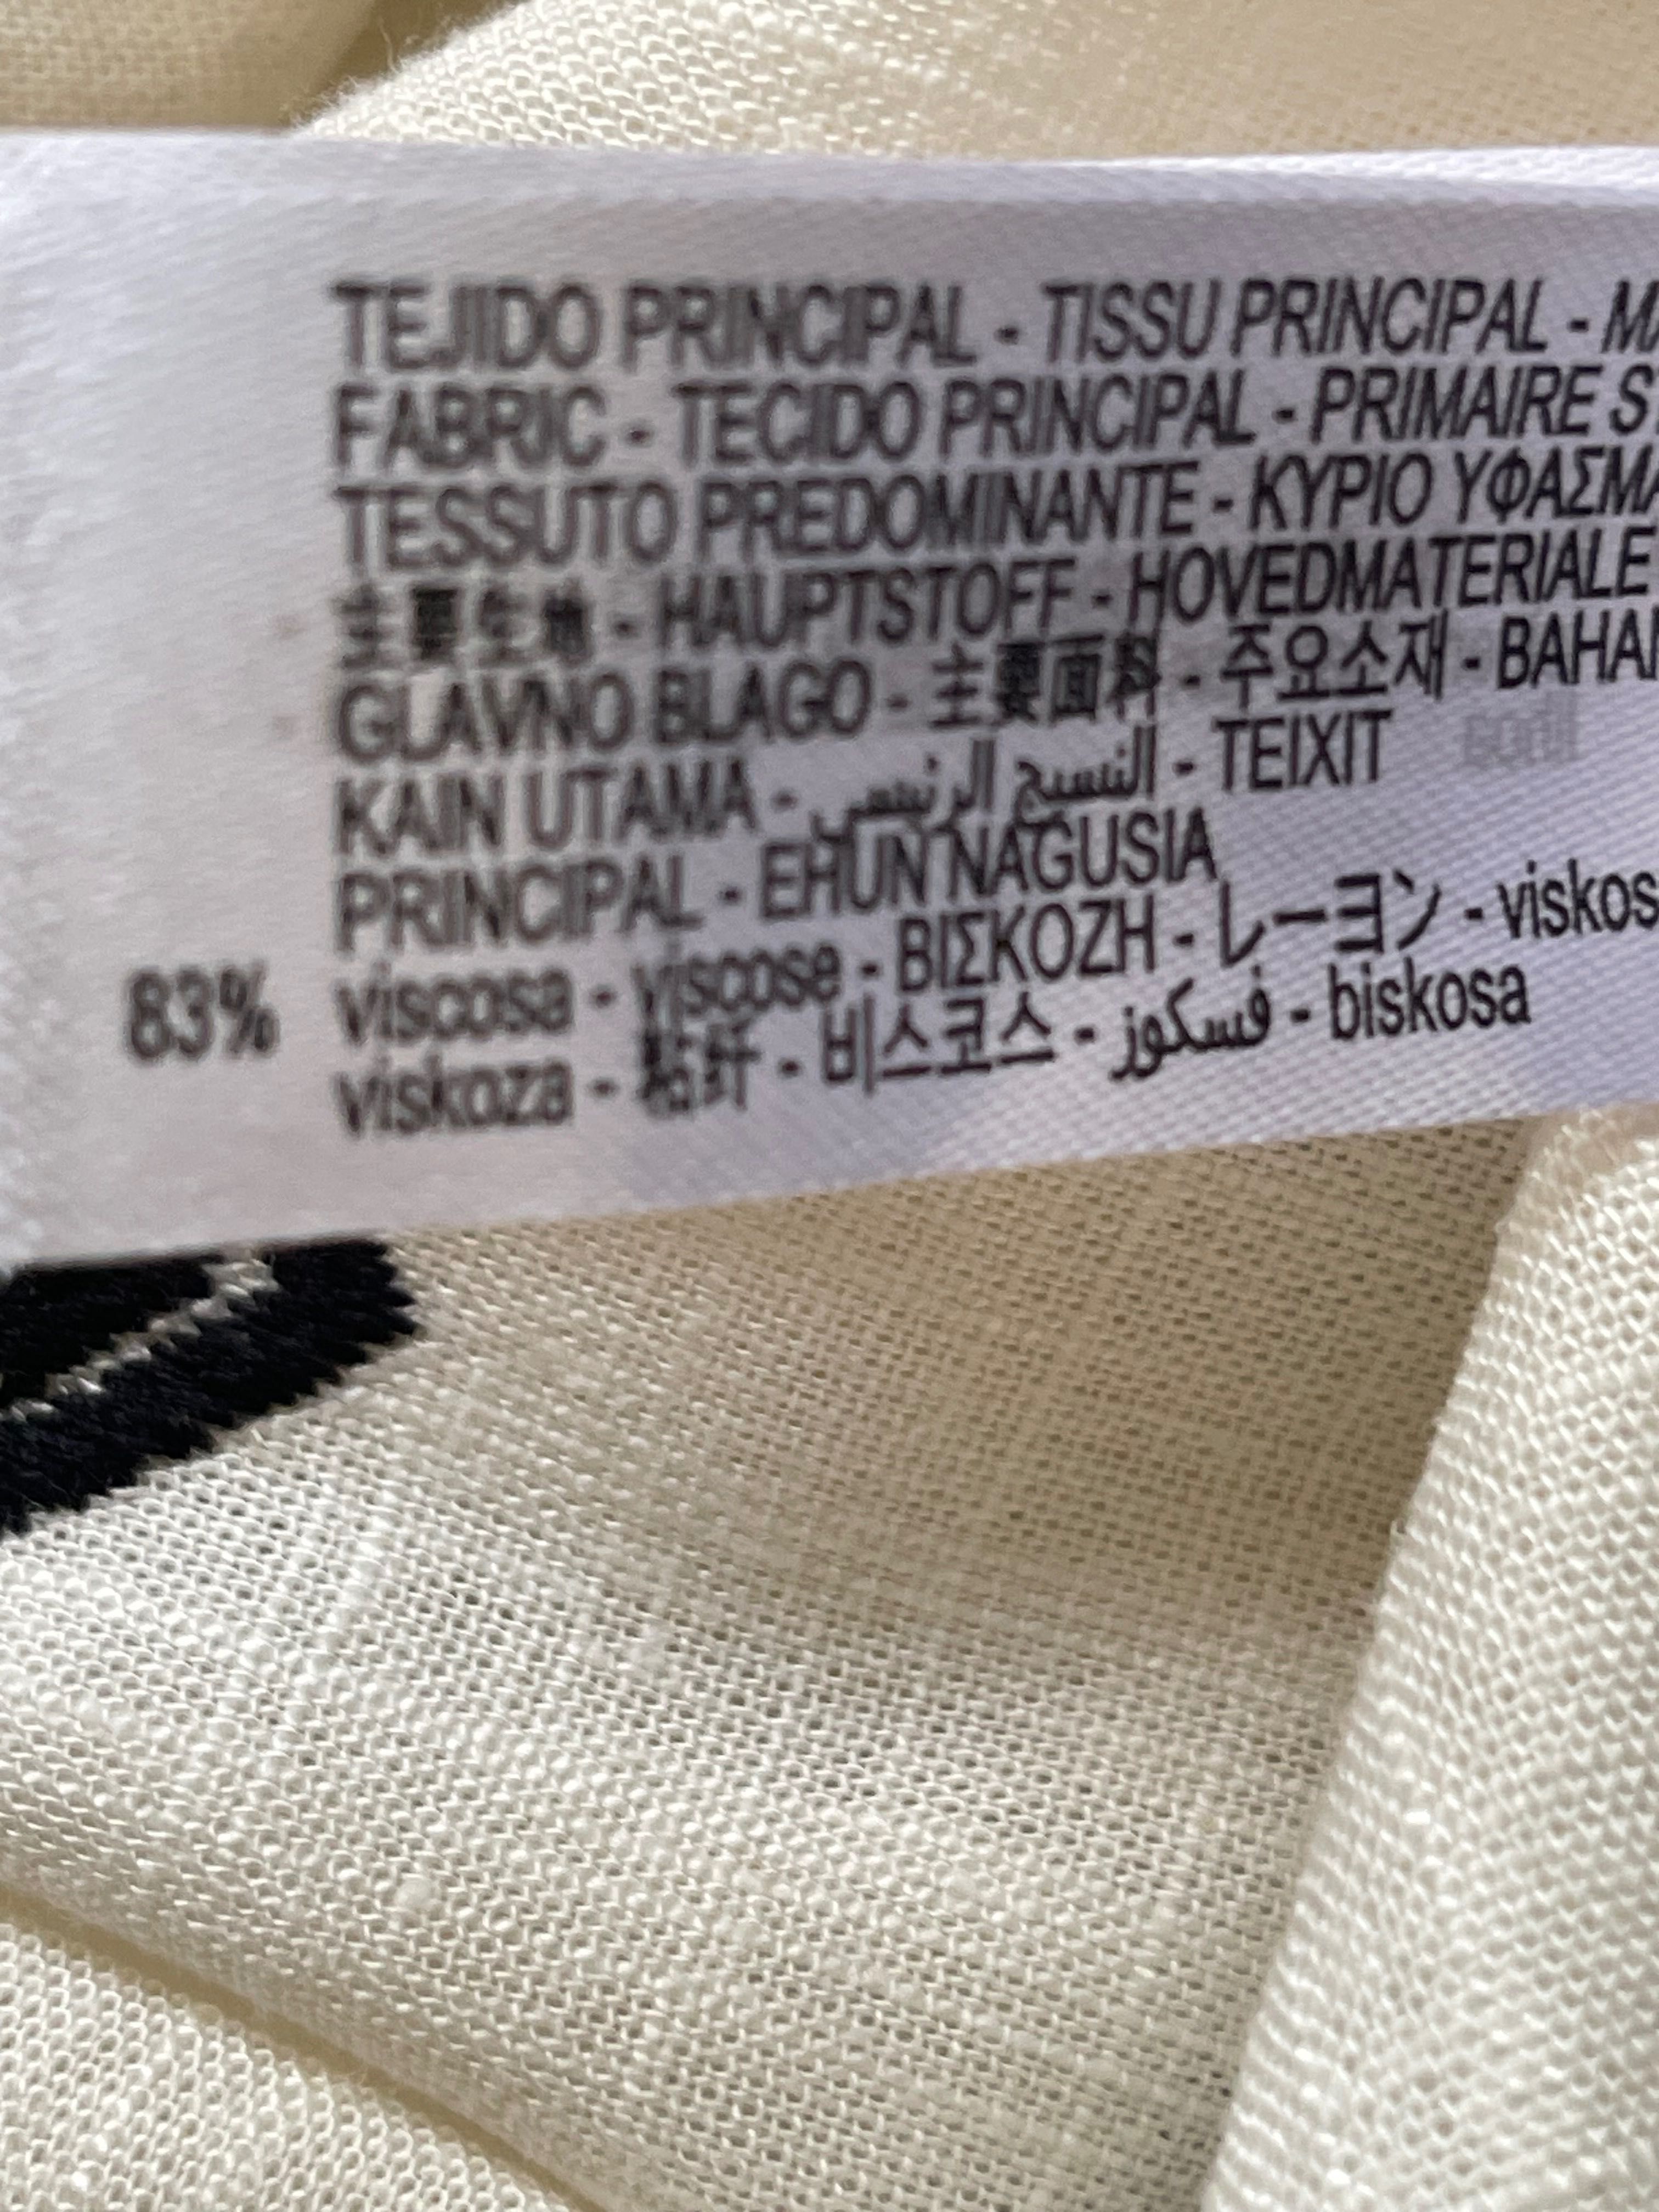 TEJIDO PRINCIPAL - TISSU PRINCIPAL -
FABRIC - TECIDO PRINCIPAL - PRIMAIRE
TESSUTO PREDOMINANTE - ΚΥΡΙΟ ΥΦΑΣΜΑ
主要生地 - HAUPTSTOFF - HOVEDMATERIALE
GLAVNO BLAGO - 主要面料 - 주요소재 - BAHAN
KAIN UTAMA - النسيج الرئيسي - TEIXIT
PRINCIPAL - EHUN NAGUSIA
83% viscosa - viscose - ΒΙΣΚΟΖΗ - レーヨン - viskos
viskoza - 粘纤 - 비스코스 - فسكوز - biskosa